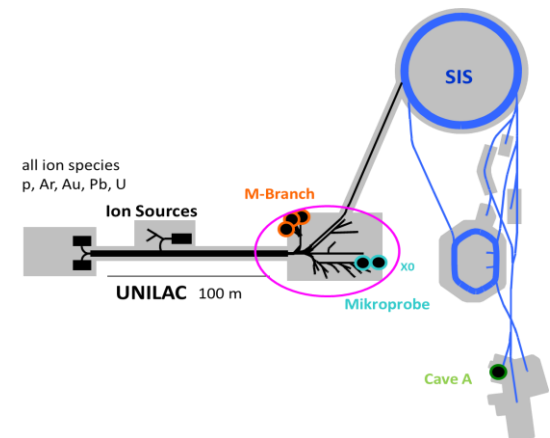 SIS
all ion species
p, Ar, Au, Pb, U
M-Branch
Ion Sources
X0
UNILAC 100 m
Mikroprobe
Cave A